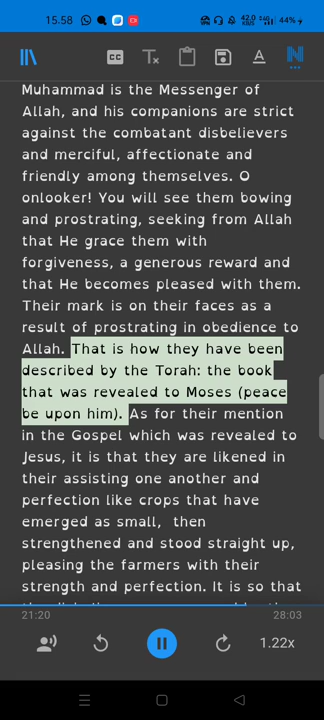 15.58
42.0
44%
CC
A
N
Muhammad is the Messenger of
Allah, and his companions are strict
against the combatant disbelievers
and merciful, affectionate and
friendly among themselves. O
onlooker! You will see them bowing
and prostrating, seeking from Allah
that He grace them with
forgiveness, a generous reward and
that He becomes pleased with them.
Their mark is on their faces as a
result of prostrating in obedience to
Allah. That is how they have been
described by the Torah: the book
that was revealed to Moses (peace
be upon him). As for their mention
in the Gospel which was revealed to
Jesus, it is that they are likened in
their assisting one another and
perfection like crops that have
emerged as small, then
strengthened and stood straight up,
pleasing the farmers with their
strength and perfection. It is so that
21:20 28:03
1.22x